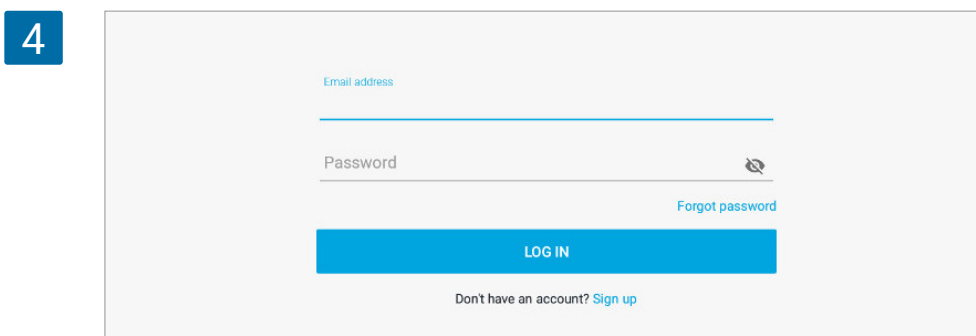 4
Email address
Password
Forgot password
LOG IN
Don't have an account? Sign up